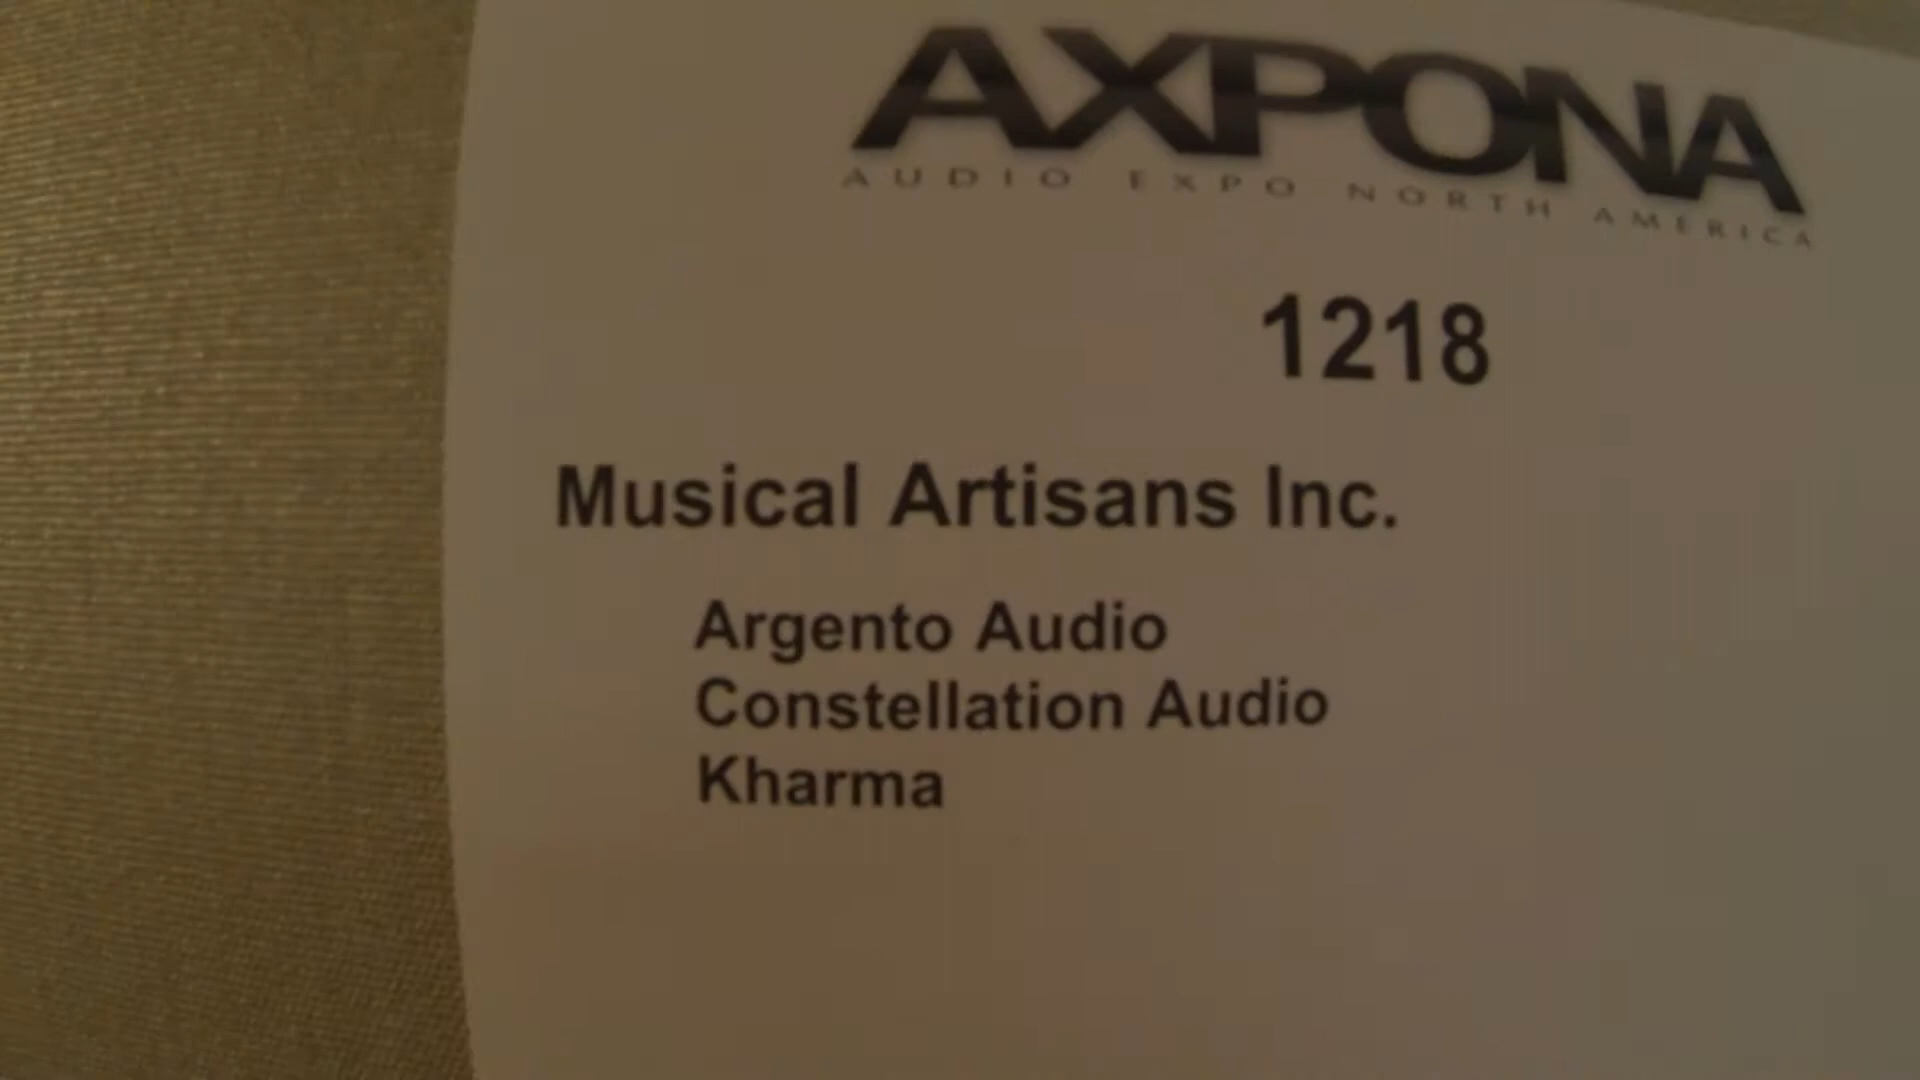 AXPONA
AUDIO EXPO NORTH AMERICA
1218
Musical Artisans Inc.
Argento Audio
Constellation Audio
Kharma